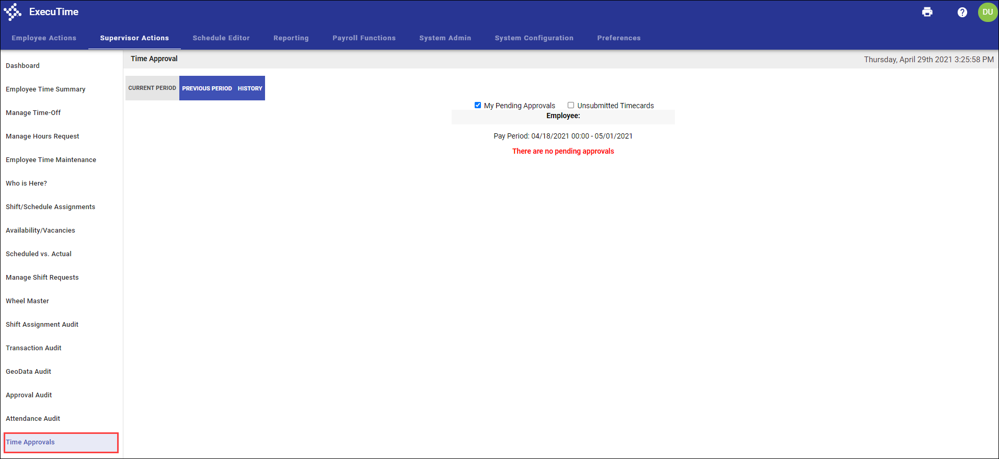 ExecuTime
DU
Employee Actions Supervisor Actions Schedule Editor Reporting Payroll Functions System Admin System Configuration Preferences
Time Approval
Thursday, April 29th 2021 3:25:58 PM
Dashboard
Employee Time Summary
Manage Time-Off
Manage Hours Request
Employee Time Maintenance
Who is Here?
Shift/Schedule Assignments
Availability/Vacancies
Scheduled vs. Actual
Manage Shift Requests
Wheel Master
Shift Assignment Audit
Transaction Audit
GeoData Audit
Approval Audit
Attendance Audit
Time Approvals
CURRENT PERIOD PREVIOUS PERIOD HISTORY
My Pending Approvals Unsubmitted Timecards
Employee:
Pay Period: 04/18/2021 00:00 - 05/01/2021
There are no pending approvals